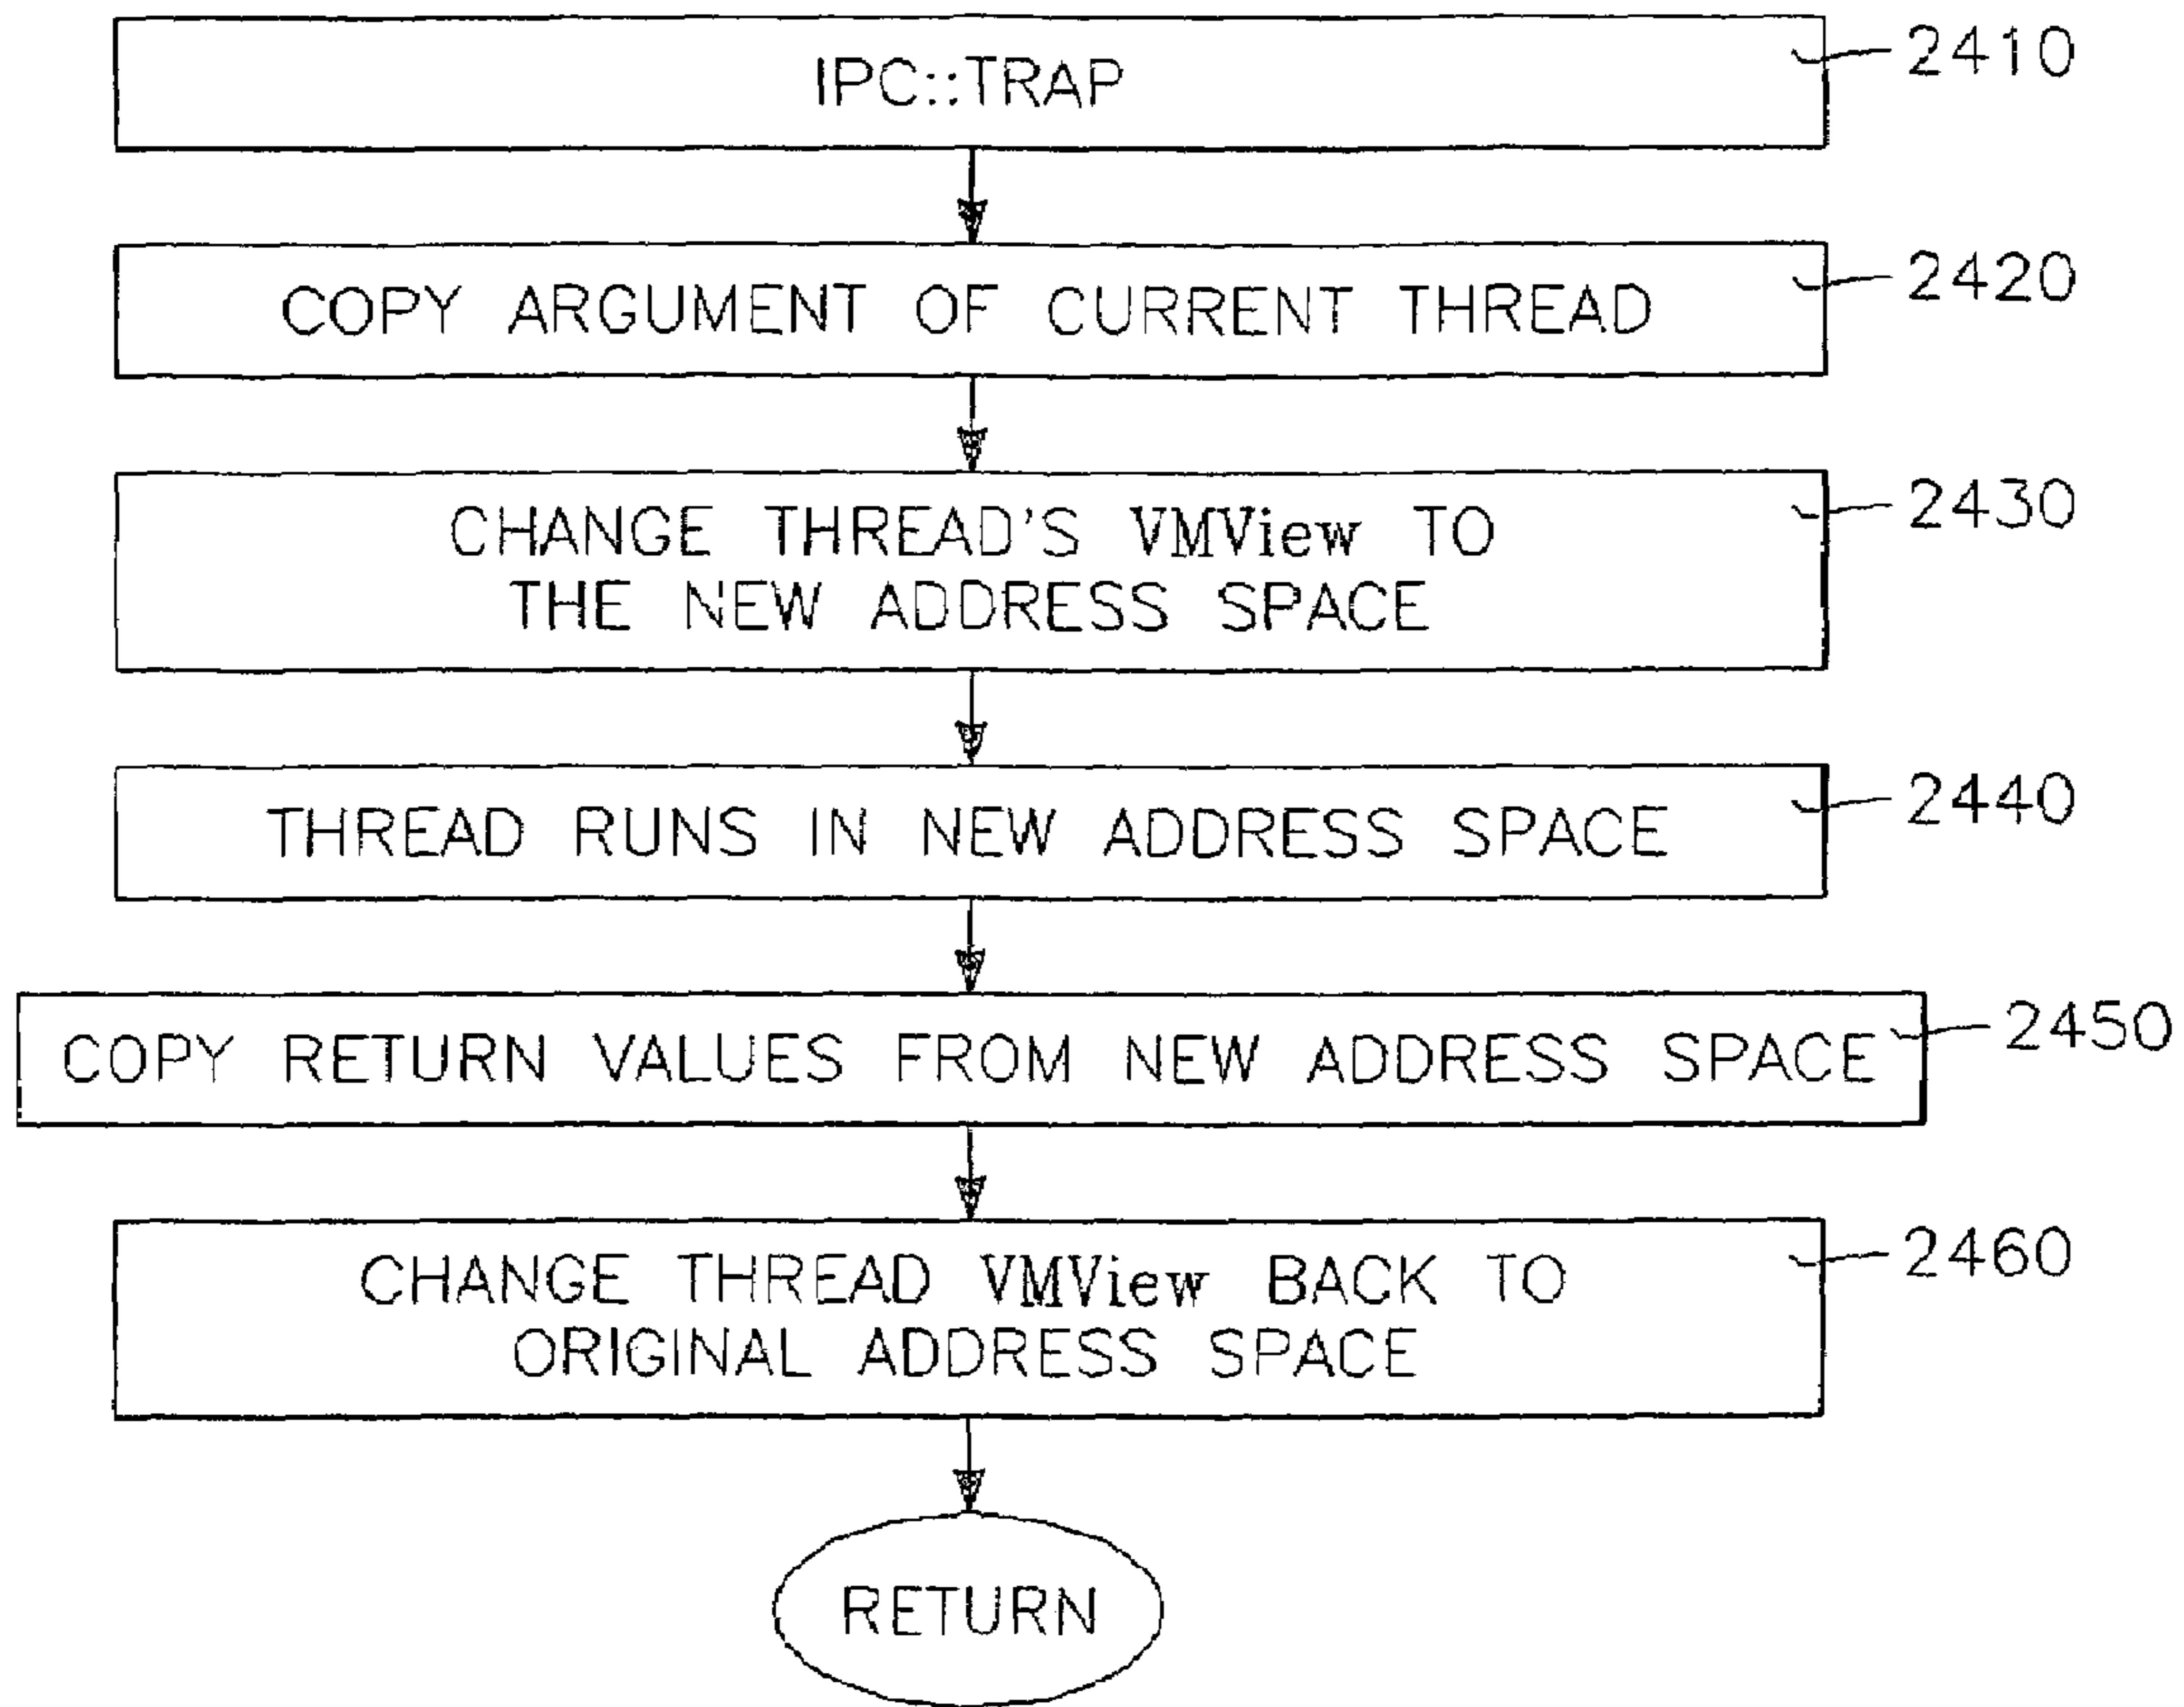 IPC::TRAP
2410
COPY ARGUMENT OF CURRENT THREAD
2420
CHANGE THREAD'S VMView TO
THE NEW ADDRESS SPACE
2430
THREAD RUNS IN NEW ADDRESS SPACE
2440
COPY RETURN VALUES FROM NEW ADDRESS SPACE
2450
CHANGE THREAD VMView BACK TO
ORIGINAL ADDRESS SPACE
2460
RETURN